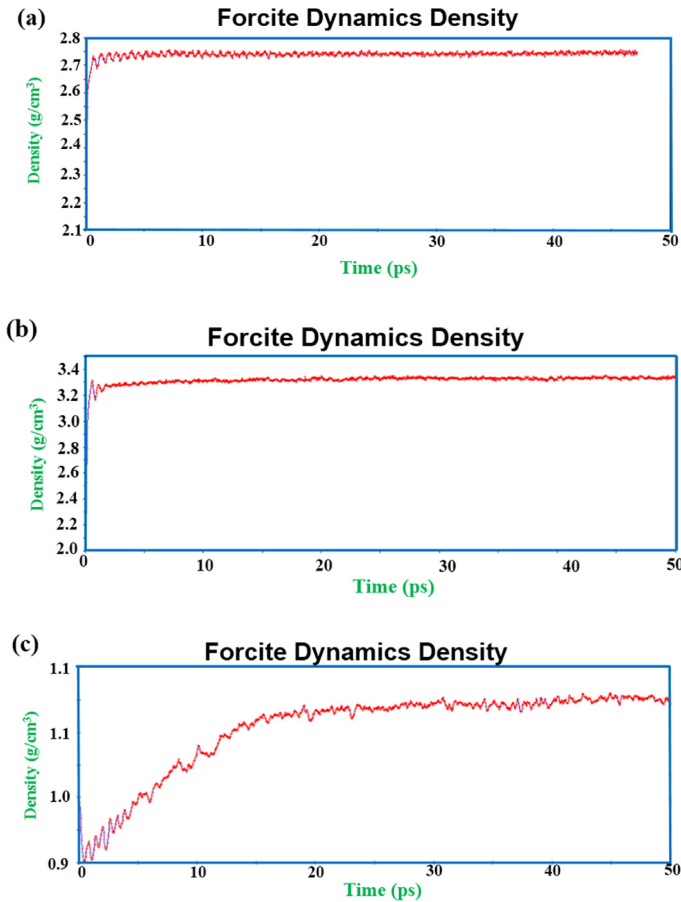 (a)
Forcite Dynamics Density
2.8
2.7
2.6
2.5
2.4
2.3
2.2
2.1
Density (g/cm³)
0 10 20 30 40 50
Time (ps)
(b)
Forcite Dynamics Density
3.4
3.2
3.0
2.8
2.6
2.4
2.2
2.0
Density (g/cm³)
0 10 20 30 40 50
Time (ps)
(c)
Forcite Dynamics Density
1.1
1.1
1.0
0.9
Density (g/cm³)
0 10 20 30 40 50
Time (ps)